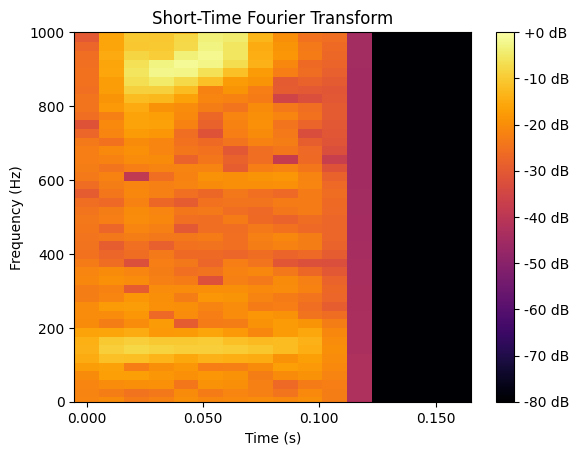 Short-Time Fourier Transform
1000
800
600
400
200
0
Frequency (Hz)
0.000
0.050
0.100
0.150
Time (s)
+0 dB
-10 dB
-20 dB
-30 dB
-40 dB
-50 dB
-60 dB
-70 dB
-80 dB